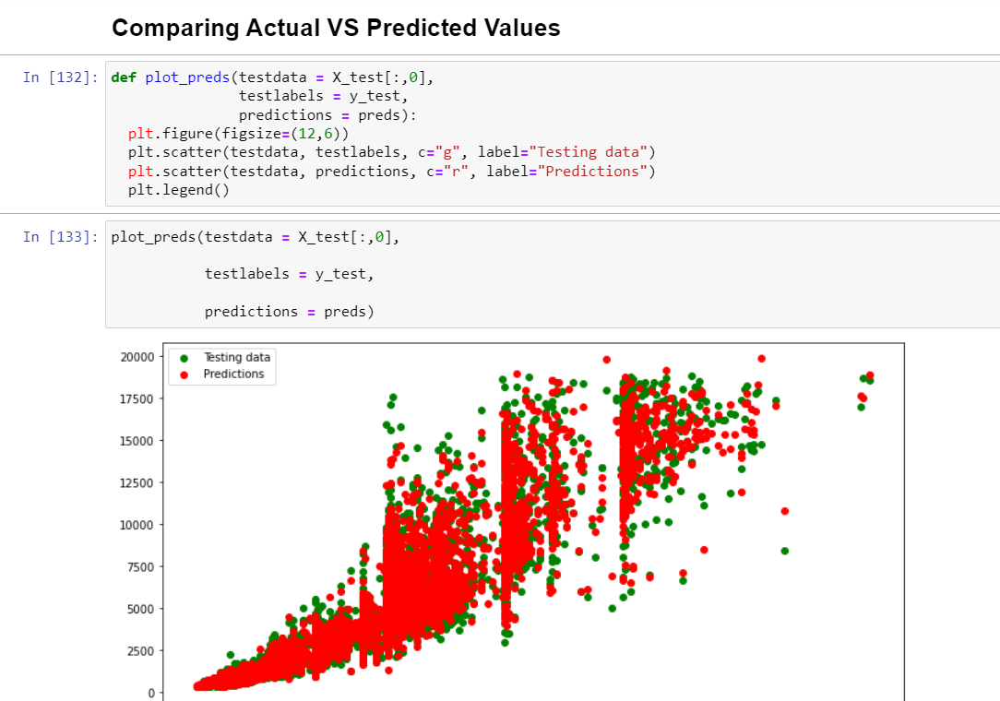 Comparing Actual VS Predicted Values
In [132]: def plot_preds(testdata = X_test[:,0],
testlabels = y_test,
predictions = preds):
plt.figure(figsize=(12,6))
plt.scatter(testdata, testlabels, c="g", label="Testing data")
plt.scatter(testdata, predictions, c="r", label="Predictions")
plt.legend()
In [133]: plot_preds(testdata = X_test[:,0],
testlabels = y_test,
predictions = preds)
Testing data
Predictions
20000
17500
15000
12500
10000
7500
5000
2500
0